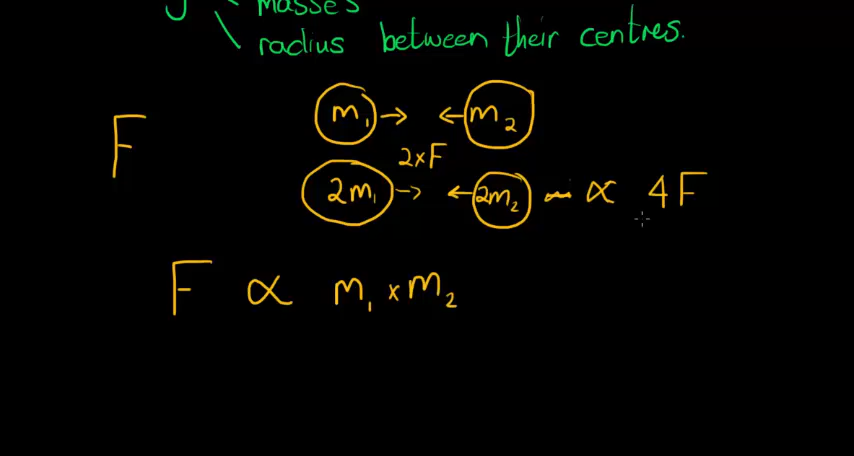 masses
radius between their centres.
F
m₁ → ← m₂
2×F
2m₁ → ← 2m₂ ∝ 4F
F ∝ m₁ × m₂